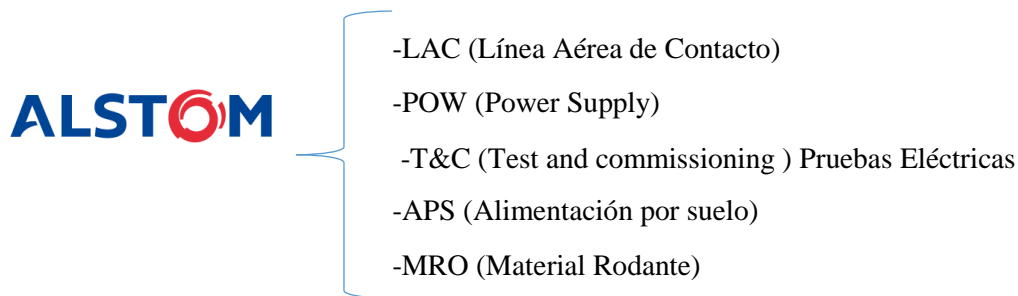 -LAC (Línea Aérea de Contacto)
ALSTOM
-POW (Power Supply)
-T&C (Test and commissioning ) Pruebas Eléctricas
-APS (Alimentación por suelo)
-MRO (Material Rodante)